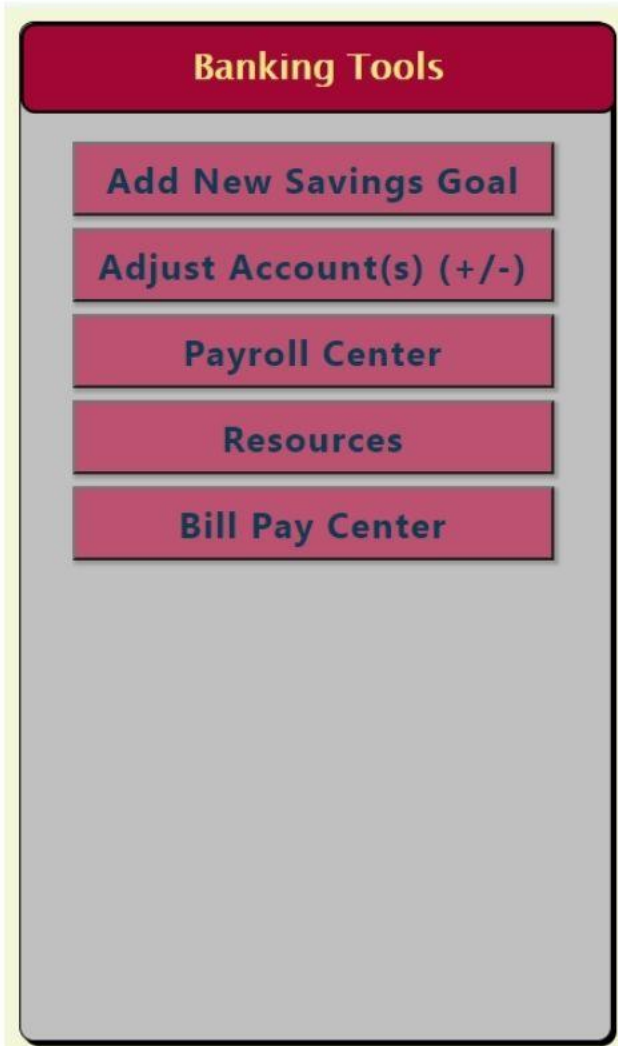 Banking Tools
Add New Savings Goal
Adjust Account(s) (+/-)
Payroll Center
Resources
Bill Pay Center